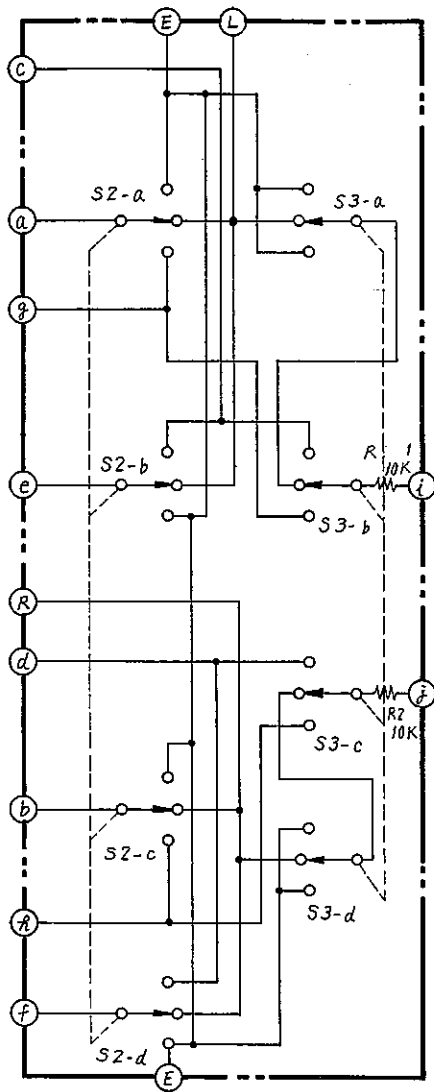 E L
c
S2-a S3-a
a
g
R 1
10K
S2-b
e i
S3-b
R
d
j
R2
10K
S3-c
b
S2-c
S3-d
h
f
S2-d
E